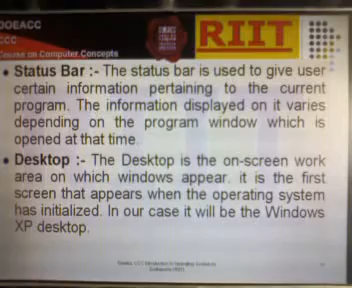 DOEACC
CCC
Course on Computer Concepts
RIIT
• Status Bar :- The status bar is used to give user
certain information pertaining to the current
program. The information displayed on it varies
depending on the program window which is
opened at that time.
• Desktop :- The Desktop is the on-screen work
area on which windows appear. it is the first
screen that appears when the operating system
has initialized. In our case it will be the Windows
XP desktop.